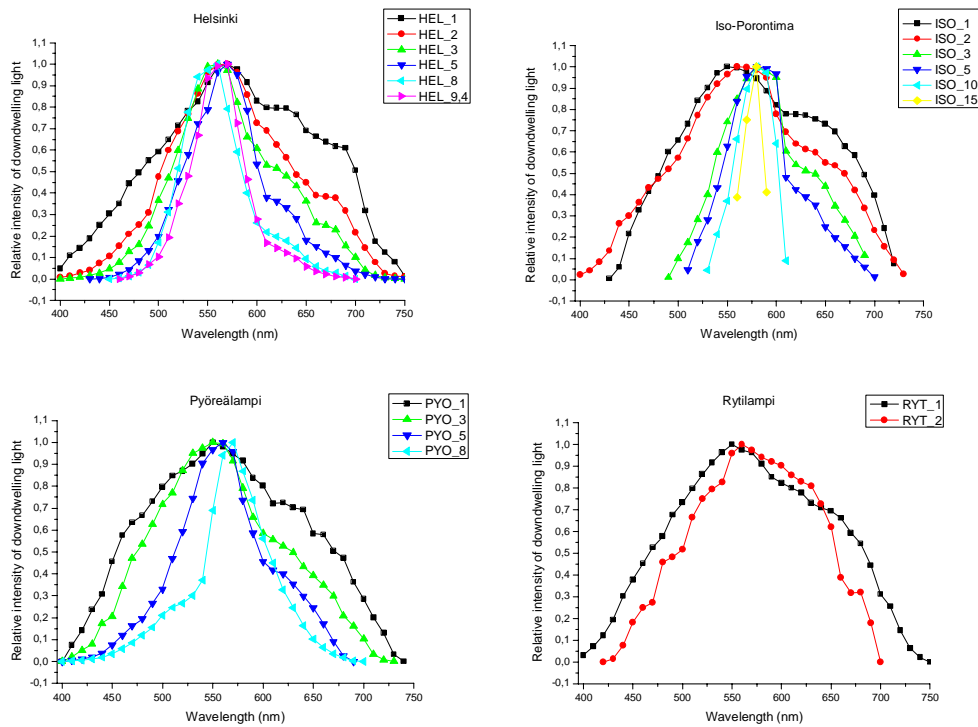 Helsinki
HEL_1
HEL_2
HEL_3
HEL_5
HEL_8
HEL_9,4
1,1
1,0
0,9
0,8
0,7
0,6
0,5
0,4
0,3
0,2
0,1
0,0
-0,1
Relative intensity of downdwelling light
400 450 500 550 600 650 700 750
Wavelength (nm)
Iso-Porontima
ISO_1
ISO_2
ISO_3
ISO_5
ISO_10
ISO_15
1,1
1,0
0,9
0,8
0,7
0,6
0,5
0,4
0,3
0,2
0,1
0,0
-0,1
Relative intensity of downdwelling light
400 450 500 550 600 650 700 750
Wavelength (nm)
Pyöreälampi
PYO_1
PYO_3
PYO_5
PYO_8
1,1
1,0
0,9
0,8
0,7
0,6
0,5
0,4
0,3
0,2
0,1
0,0
-0,1
Relative intensity of downdwelling light
400 450 500 550 600 650 700 750
Wavelength (nm)
Rytilampi
RYT_1
RYT_2
1,1
1,0
0,9
0,8
0,7
0,6
0,5
0,4
0,3
0,2
0,1
0,0
-0,1
Relative intensity of downdwelling light
400 450 500 550 600 650 700 750
Wavelength (nm)